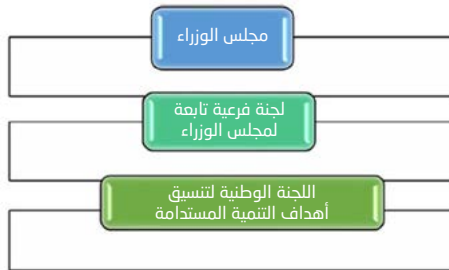 مجلس الوزراء
لجنة فرعية تابعة
لمجلس الوزراء
اللجنة الوطنية لتنسيق
أهداف التنمية المستدامة